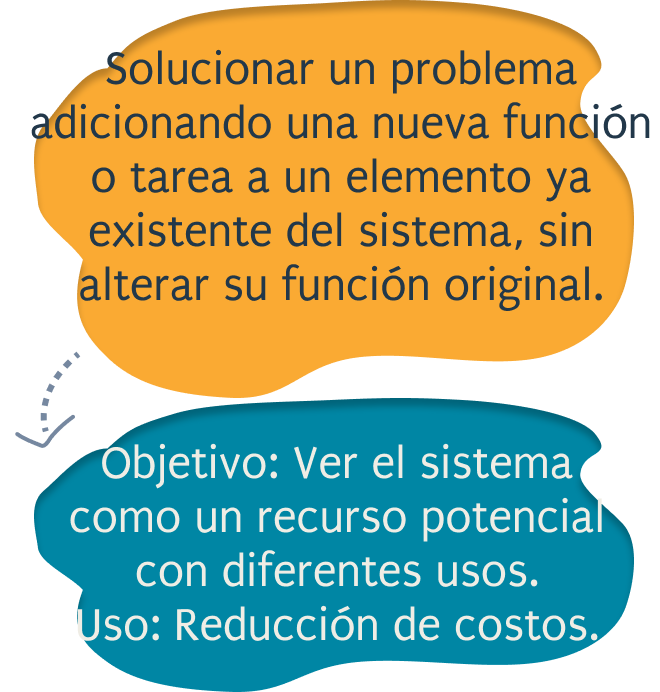 Solucionar un problema
adicionando una nueva función
o tarea a un elemento ya
existente del sistema, sin
alterar su función original.
Objetivo: Ver el sistema
como un recurso potencial
con diferentes usos.
Uso: Reducción de costos.